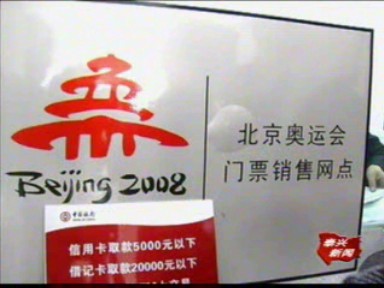 Beijing 2008
北京奥运会
门票销售网点
中国银行
信用卡取款5000元以下
借记卡取款20000元以下
泰兴
新闻